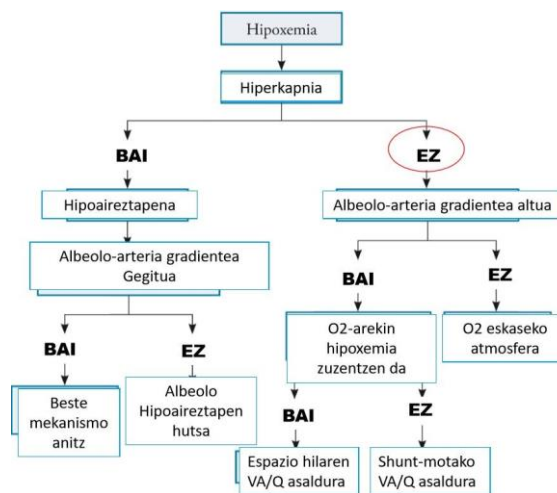 Hipoxemia
Hiperkapnia
BAI
EZ
Hipoaireztapena
Albeolo-arteria gradientea altua
Albeolo-arteria gradientea
Gegitua
BAI
EZ
O2-arekin
hipoxemia
zuzentzen da
O2 eskaseko
atmosfera
BAI
EZ
Beste
mekanismo
anitz
Albeolo
Hipoaireztapen
hutsa
BAI
EZ
Espazio hilaren
VA/Q asaldura
Shunt-motako
VA/Q asaldura